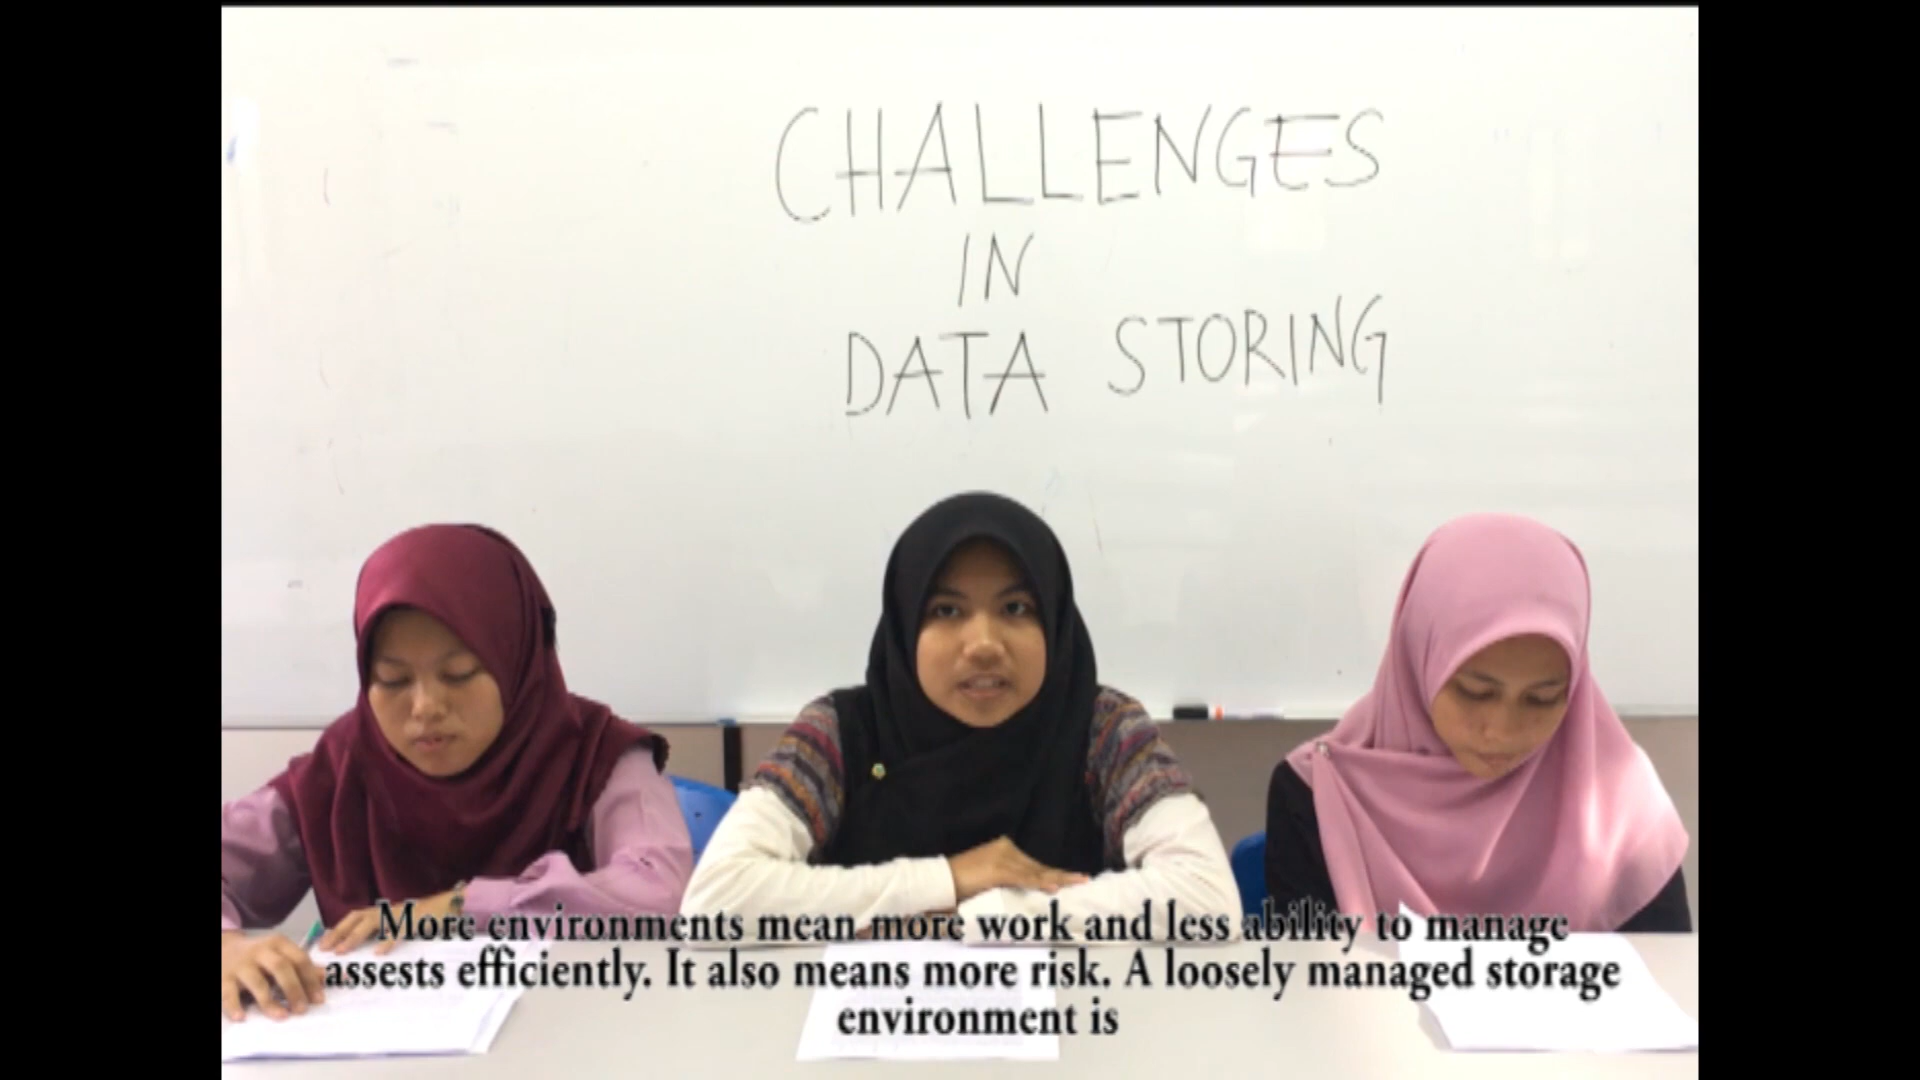 CHALLENGES
IN
DATA STORING
More environments mean more work and less ability to manage
assests efficiently. It also means more risk. A loosely managed storage
environment is